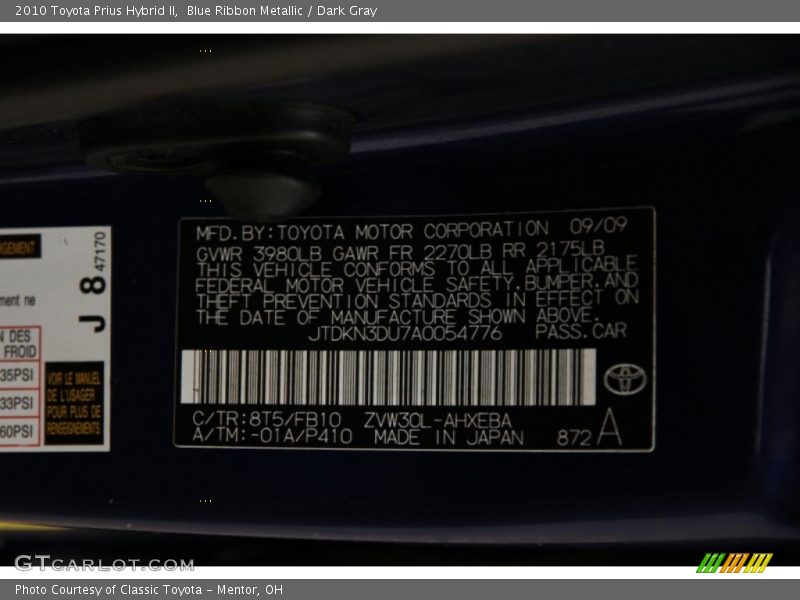 2010 Toyota Prius Hybrid II,  Blue Ribbon Metallic / Dark Gray
MFD. BY: TOYOTA MOTOR CORPORATION 09/09
GVWR 3980LB GAWR FR 2270LB RR 2175LB
THIS VEHICLE CONFORMS TO ALL APPLICABLE
FEDERAL MOTOR VEHICLE SAFETY, BUMPER, AND
THEFT PREVENTION STANDARDS IN EFFECT ON
THE DATE OF MANUFACTURE SHOWN ABOVE.
JTDKN3DU7A0054776 PASS. CAR
C/TR: 8T5/FB10 ZVW30L-AHXEBA
A/TM: -01A/P410 MADE IN JAPAN 872 A
GEMENT
J 8 47170
ment ne
N DES
FROID
35PSI
33PSI
60PSI
VOIR LE MANUEL
DE L'USAGER
POUR PLUS DE
RENSEIGNEMENTS
GTCARLOT.COM
Photo Courtesy of Classic Toyota - Mentor, OH